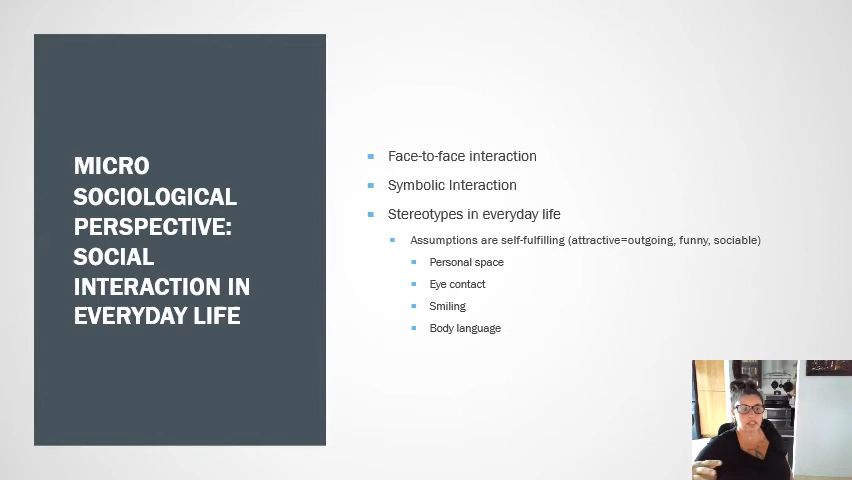 MICRO
SOCIOLOGICAL
PERSPECTIVE:
SOCIAL
INTERACTION IN
EVERYDAY LIFE
Face-to-face interaction
Symbolic Interaction
Stereotypes in everyday life
Assumptions are self-fulfilling (attractive=outgoing, funny, sociable)
Personal space
Eye contact
Smiling
Body language